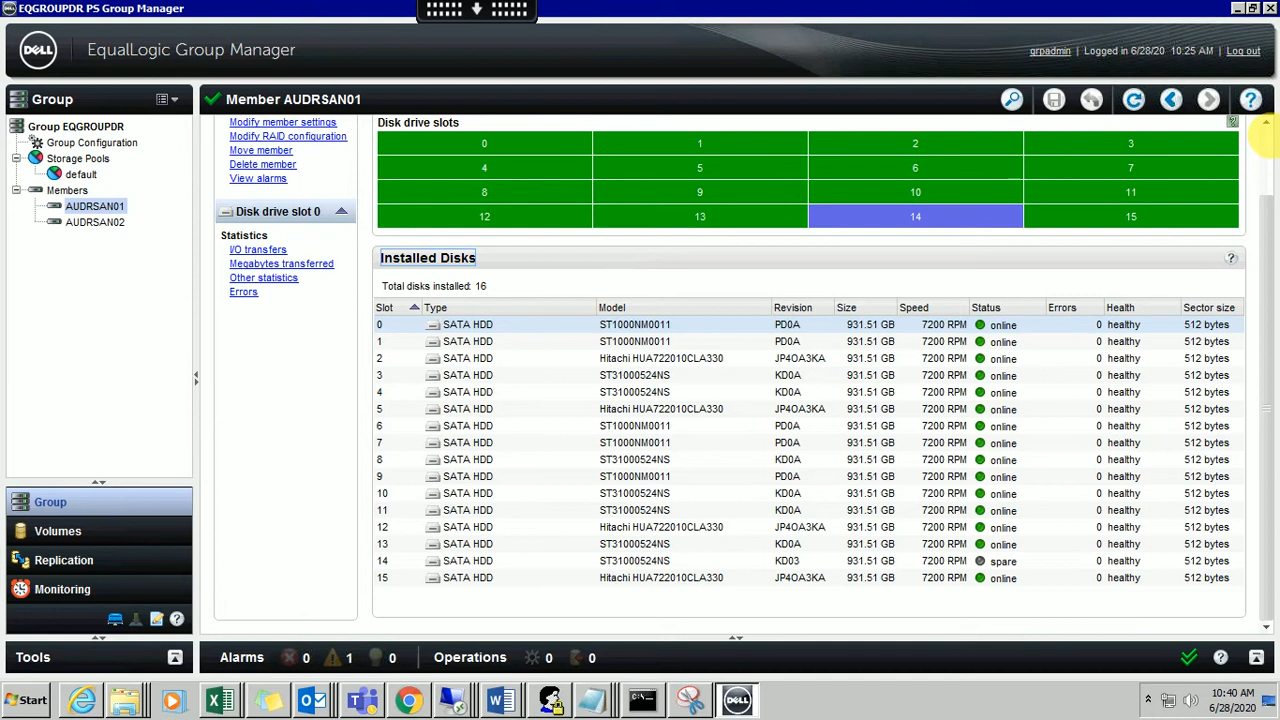 EQGROUPDR PS Group Manager
DELL EqualLogic Group Manager
grpadmin | Logged in 6/28/20 10:25 AM | Log out
Group
Member AUDRSAN01
Group EQGROUPDR
Group Configuration
Storage Pools
default
Members
AUDRSAN01
AUDRSAN02
Modify member settings
Modify RAID configuration
Move member
Delete member
View alarms
Disk drive slot 0
Statistics
I/O transfers
Megabytes transferred
Other statistics
Errors
Disk drive slots
0 1 2 3
4 5 6 7
8 9 10 11
12 13 14 15
Installed Disks
Total disks installed: 16
Slot Type Model Revision Size Speed Status Errors Health Sector size
0 SATA HDD ST1000NM0011 PD0A 931.51 GB 7200 RPM online 0 healthy 512 bytes
1 SATA HDD ST1000NM0011 PD0A 931.51 GB 7200 RPM online 0 healthy 512 bytes
2 SATA HDD Hitachi HUA722010CLA330 JP4OA3KA 931.51 GB 7200 RPM online 0 healthy 512 bytes
3 SATA HDD ST31000524NS KD0A 931.51 GB 7200 RPM online 0 healthy 512 bytes
4 SATA HDD ST31000524NS KD0A 931.51 GB 7200 RPM online 0 healthy 512 bytes
5 SATA HDD Hitachi HUA722010CLA330 JP4OA3KA 931.51 GB 7200 RPM online 0 healthy 512 bytes
6 SATA HDD ST1000NM0011 PD0A 931.51 GB 7200 RPM online 0 healthy 512 bytes
7 SATA HDD ST1000NM0011 PD0A 931.51 GB 7200 RPM online 0 healthy 512 bytes
8 SATA HDD ST31000524NS KD0A 931.51 GB 7200 RPM online 0 healthy 512 bytes
9 SATA HDD ST1000NM0011 PD0A 931.51 GB 7200 RPM online 0 healthy 512 bytes
10 SATA HDD ST31000524NS KD0A 931.51 GB 7200 RPM online 0 healthy 512 bytes
11 SATA HDD ST31000524NS KD0A 931.51 GB 7200 RPM online 0 healthy 512 bytes
12 SATA HDD Hitachi HUA722010CLA330 JP4OA3KA 931.51 GB 7200 RPM online 0 healthy 512 bytes
13 SATA HDD ST31000524NS KD0A 931.51 GB 7200 RPM online 0 healthy 512 bytes
14 SATA HDD ST31000524NS KD03 931.51 GB 7200 RPM spare 0 healthy 512 bytes
15 SATA HDD Hitachi HUA722010CLA330 JP4OA3KA 931.51 GB 7200 RPM online 0 healthy 512 bytes
Group
Volumes
Replication
Monitoring
Tools
Alarms 0 1 0 Operations 0 0
Start
10:40 AM
6/28/2020